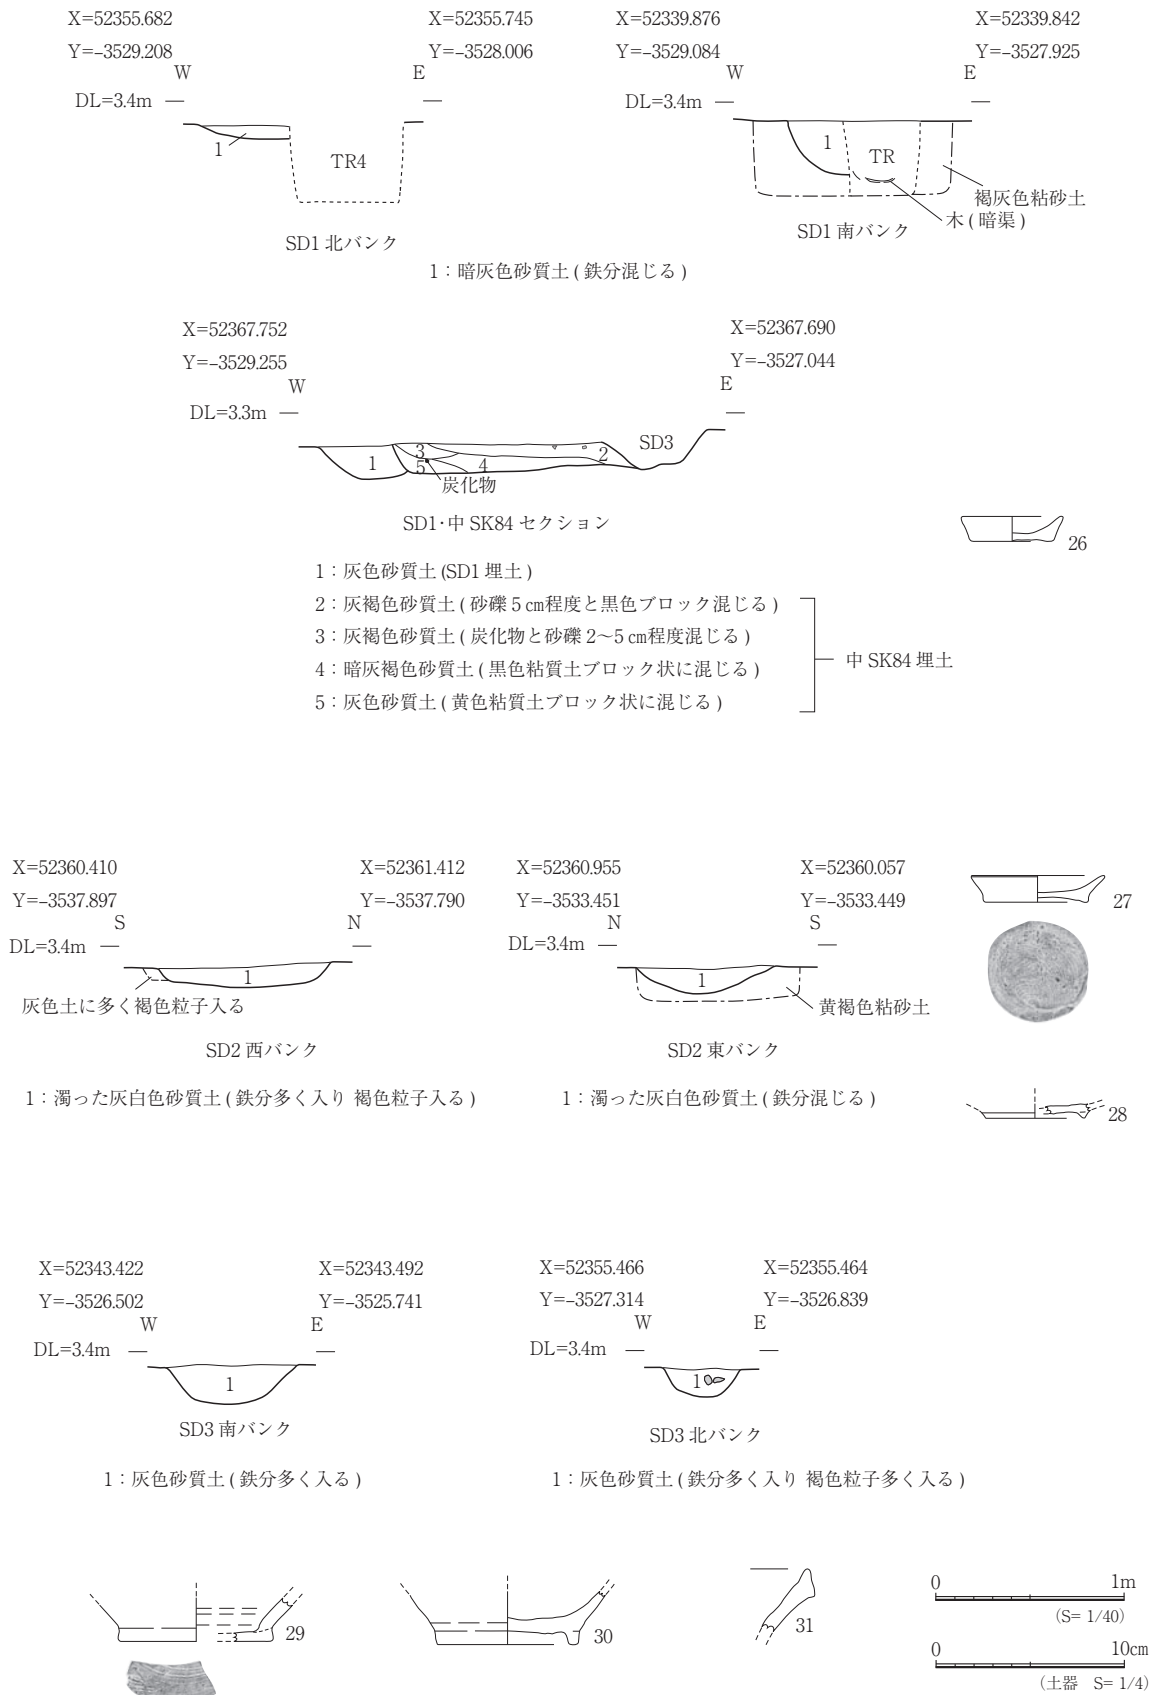 X=52355.682
Y=–3529.208
X=52355.745
Y=–3528.006
W
E
DL=3.4m
1
TR4
SD1 北バンク
X=52339.876
Y=–3529.084
X=52339.842
Y=–3527.925
W
E
DL=3.4m
1
TR
褐灰色粘砂土
木 ( 暗渠 )
SD1 南バンク
1：暗灰色砂質土 ( 鉄分混じる )
X=52367.752
Y=–3529.255
X=52367.690
Y=–3527.044
W
E
DL=3.3m
SD3
1
3
5
4
2
炭化物
SD1･中 SK84 セクション
26
1：灰色砂質土 (SD1 埋土 )
2：灰褐色砂質土 ( 砂礫 5 ㎝程度と黒色ブロック混じる )
3：灰褐色砂質土 ( 炭化物と砂礫 2〜5 ㎝程度混じる )
4：暗灰褐色砂質土 ( 黒色粘質土ブロック状に混じる )
5：灰色砂質土 ( 黄色粘質土ブロック状に混じる )
中 SK84 埋土
X=52360.410
Y=–3537.897
X=52361.412
Y=–3537.790
S
N
DL=3.4m
1
灰色土に多く褐色粒子入る
SD2 西バンク
1：濁った灰白色砂質土 ( 鉄分多く入り 褐色粒子入る )
X=52360.955
Y=–3533.451
X=52360.057
Y=–3533.449
N
S
DL=3.4m
1
黄褐色粘砂土
SD2 東バンク
1：濁った灰白色砂質土 ( 鉄分混じる )
27
28
X=52343.422
Y=–3526.502
X=52343.492
Y=–3525.741
W
E
DL=3.4m
1
SD3 南バンク
1：灰色砂質土 ( 鉄分多く入る )
X=52355.466
Y=–3527.314
X=52355.464
Y=–3526.839
W
E
DL=3.4m
1
SD3 北バンク
1：灰色砂質土 ( 鉄分多く入り 褐色粒子多く入る )
29
30
31
0 1m
(S= 1/40)
0 10㎝
(土器 S= 1/4)